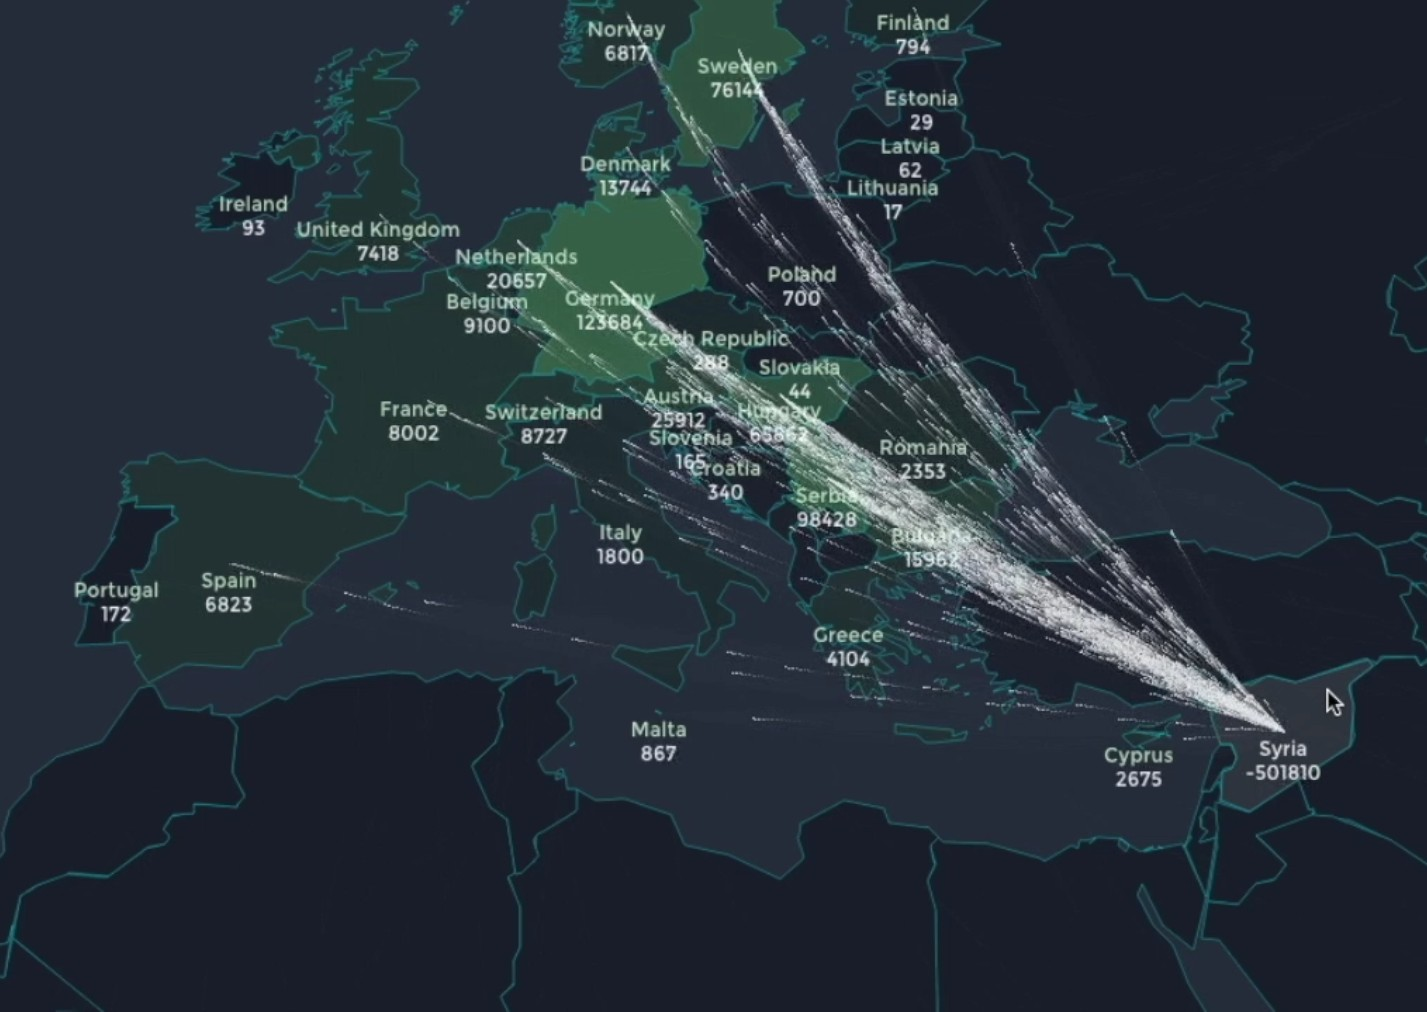 Norway
6817
Finland
794
Sweden
76144
Estonia
29
Latvia
62
Denmark
13744
Lithuania
17
Ireland
93
United Kingdom
7418
Netherlands
20657
Poland
700
Belgium
9100
Germany
123684
Czech Republic
288
Slovakia
44
Austria
25912
France
8002
Switzerland
8727
Hungary
65862
Slovenia
165
Romania
2353
Croatia
340
Serbia
98428
Italy
1800
Bulgaria
15962
Portugal
172
Spain
6823
Greece
4104
Malta
867
Cyprus
2675
Syria
-501810